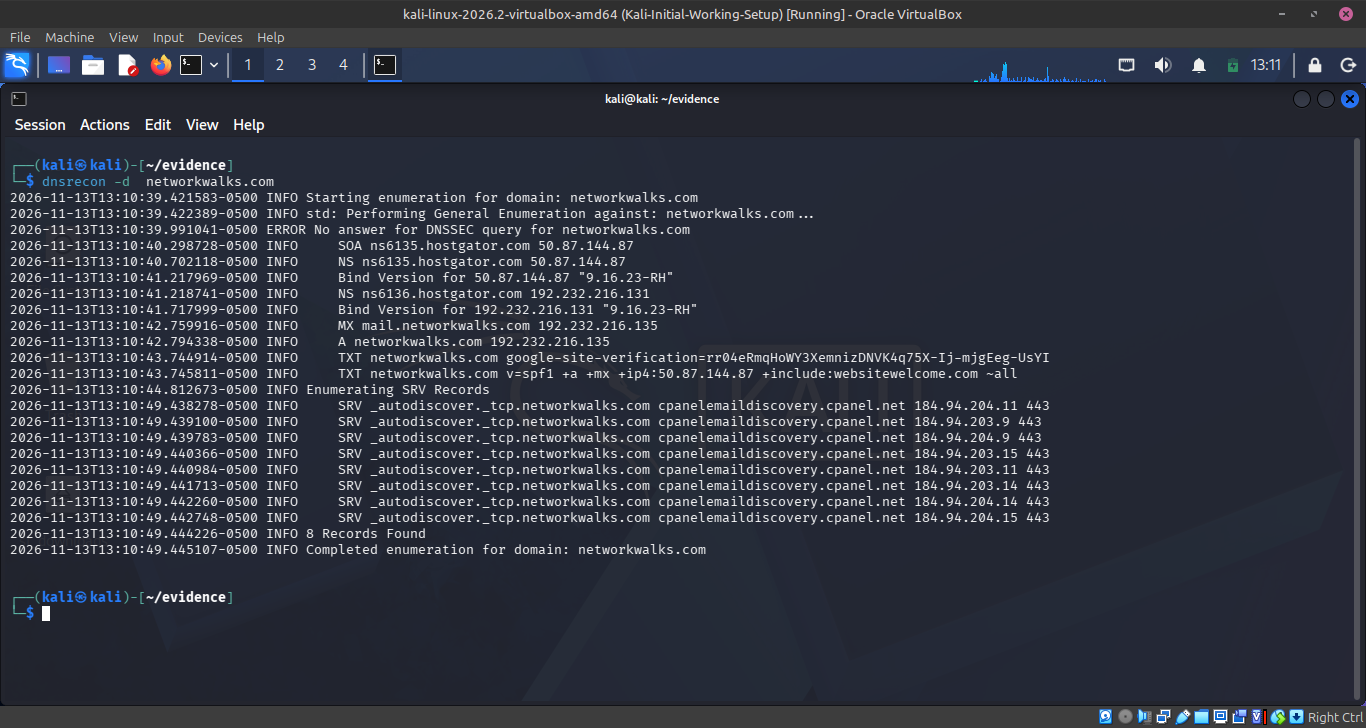 kali-linux-2026.2-virtualbox-amd64 (Kali-Initial-Working-Setup) [Running] - Oracle VirtualBox
File Machine View Input Devices Help
1 2 3 4 13:11
kali@kali: ~/evidence
Session Actions Edit View Help
┌──(kali㉿kali)-[~/evidence]
└─$ dnsrecon -d  networkwalks.com
2026-11-13T13:10:39.421583-0500 INFO Starting enumeration for domain: networkwalks.com
2026-11-13T13:10:39.422389-0500 INFO std: Performing General Enumeration against: networkwalks.com...
2026-11-13T13:10:39.991041-0500 ERROR No answer for DNSSEC query for networkwalks.com
2026-11-13T13:10:40.298728-0500 INFO     SOA ns6135.hostgator.com 50.87.144.87
2026-11-13T13:10:40.702118-0500 INFO     NS ns6135.hostgator.com 50.87.144.87
2026-11-13T13:10:41.217969-0500 INFO     Bind Version for 50.87.144.87 "9.16.23-RH"
2026-11-13T13:10:41.218741-0500 INFO     NS ns6136.hostgator.com 192.232.216.131
2026-11-13T13:10:41.717999-0500 INFO     Bind Version for 192.232.216.131 "9.16.23-RH"
2026-11-13T13:10:42.759916-0500 INFO     MX mail.networkwalks.com 192.232.216.135
2026-11-13T13:10:42.794338-0500 INFO     A networkwalks.com 192.232.216.135
2026-11-13T13:10:43.744914-0500 INFO     TXT networkwalks.com google-site-verification=rr04eRmqHoWY3XemnizDNVK4q75X-Ij-mjgEeg-UsYI
2026-11-13T13:10:43.745811-0500 INFO     TXT networkwalks.com v=spf1 +a +mx +ip4:50.87.144.87 +include:websitewelcome.com ~all
2026-11-13T13:10:44.812673-0500 INFO Enumerating SRV Records
2026-11-13T13:10:49.438278-0500 INFO     SRV _autodiscover._tcp.networkwalks.com cpanelemaildiscovery.cpanel.net 184.94.204.11 443
2026-11-13T13:10:49.439100-0500 INFO     SRV _autodiscover._tcp.networkwalks.com cpanelemaildiscovery.cpanel.net 184.94.203.9 443
2026-11-13T13:10:49.439783-0500 INFO     SRV _autodiscover._tcp.networkwalks.com cpanelemaildiscovery.cpanel.net 184.94.204.9 443
2026-11-13T13:10:49.440366-0500 INFO     SRV _autodiscover._tcp.networkwalks.com cpanelemaildiscovery.cpanel.net 184.94.203.15 443
2026-11-13T13:10:49.440984-0500 INFO     SRV _autodiscover._tcp.networkwalks.com cpanelemaildiscovery.cpanel.net 184.94.203.11 443
2026-11-13T13:10:49.441713-0500 INFO     SRV _autodiscover._tcp.networkwalks.com cpanelemaildiscovery.cpanel.net 184.94.203.14 443
2026-11-13T13:10:49.442260-0500 INFO     SRV _autodiscover._tcp.networkwalks.com cpanelemaildiscovery.cpanel.net 184.94.204.14 443
2026-11-13T13:10:49.442748-0500 INFO     SRV _autodiscover._tcp.networkwalks.com cpanelemaildiscovery.cpanel.net 184.94.204.15 443
2026-11-13T13:10:49.444226-0500 INFO 8 Records Found
2026-11-13T13:10:49.445107-0500 INFO Completed enumeration for domain: networkwalks.com
┌──(kali㉿kali)-[~/evidence]
└─$
Right Ctrl